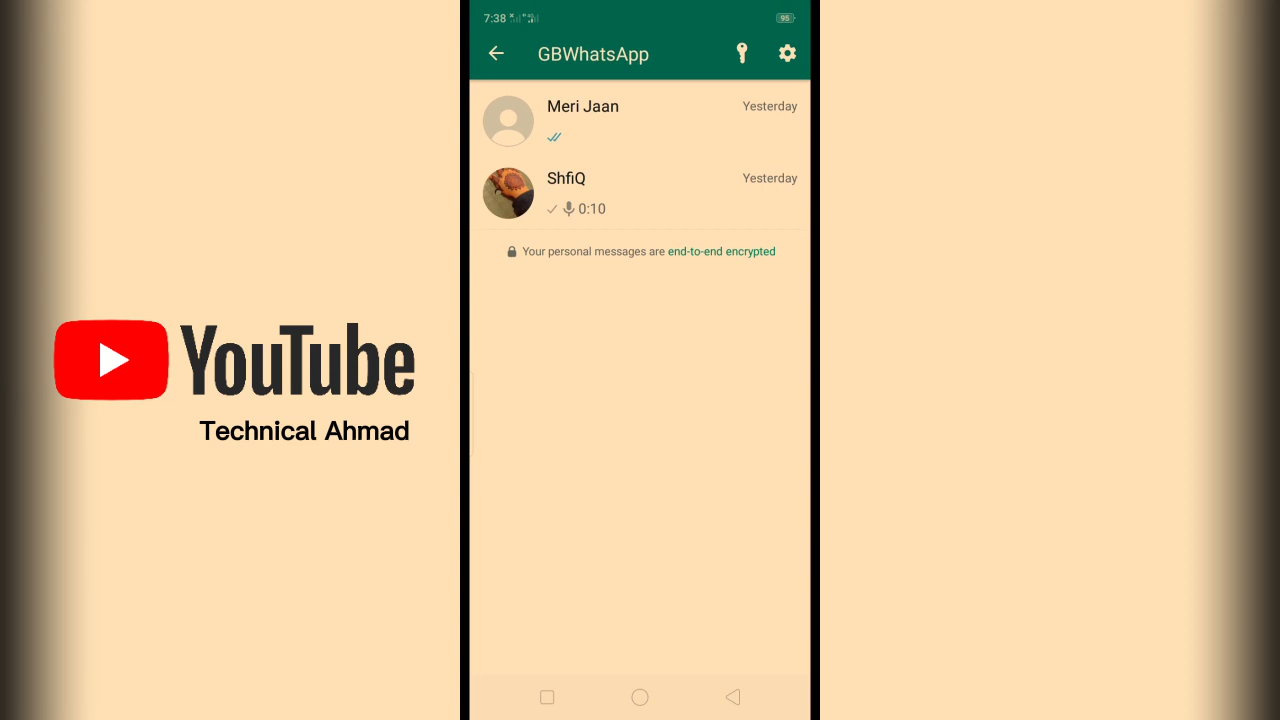 7:38
95
GBWhatsApp
Meri Jaan
Yesterday
ShfiQ
Yesterday
0:10
Your personal messages are end-to-end encrypted
YouTube
Technical Ahmad